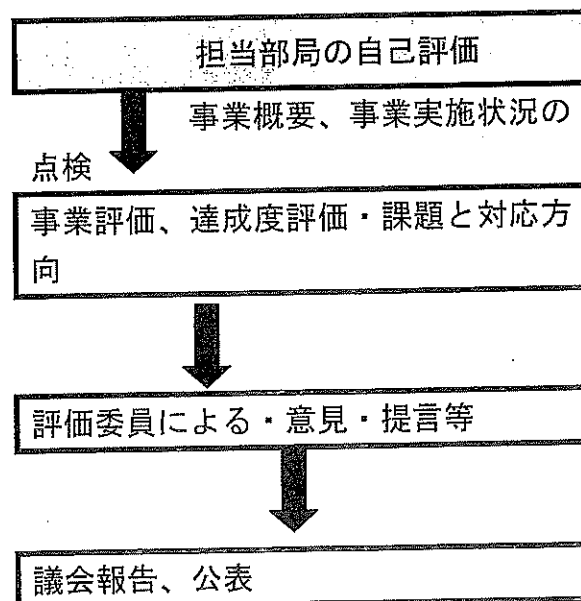 担当部局の自己評価
事業概要、事業実施状況の
点検
事業評価、達成度評価・課題と対応方
向
評価委員による・意見・提言等
議会報告、公表